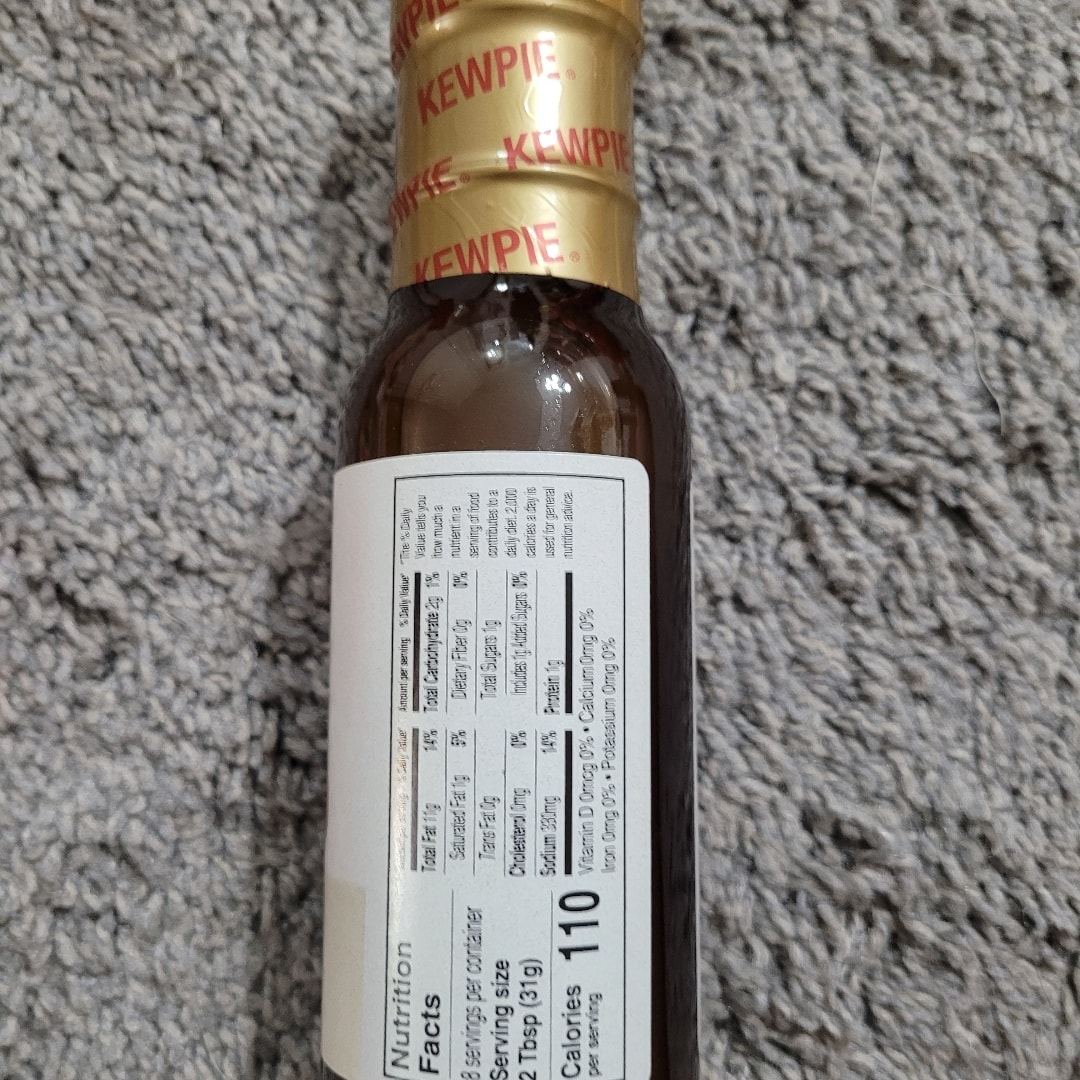 KEWPIE
KEWPIE®
KEWPIE
KEWPIE®
KEWPIE®
Nutrition
Facts
8 servings per container
Serving size
2 Tbsp (31g)
Calories 110
per serving
% Daily Value*
Total Fat 11g 14%
Saturated Fat 1g 5%
Trans Fat 0g
Cholesterol 0mg 0%
Sodium 330mg 14%
Amount per serving % Daily Value*
Total Carbohydrate 2g 1%
Dietary Fiber 0g 0%
Total Sugars 1g
Includes 1g Added Sugars 0%
Protein 1g
Vitamin D 0mcg 0% • Calcium 0mg 0%
Iron 0mg 0% • Potassium 0mg 0%
*The % Daily
Value tells you
how much a
nutrient in a
serving of food
contributes to a
daily diet. 2,000
calories a day is
used for general
nutrition advice.